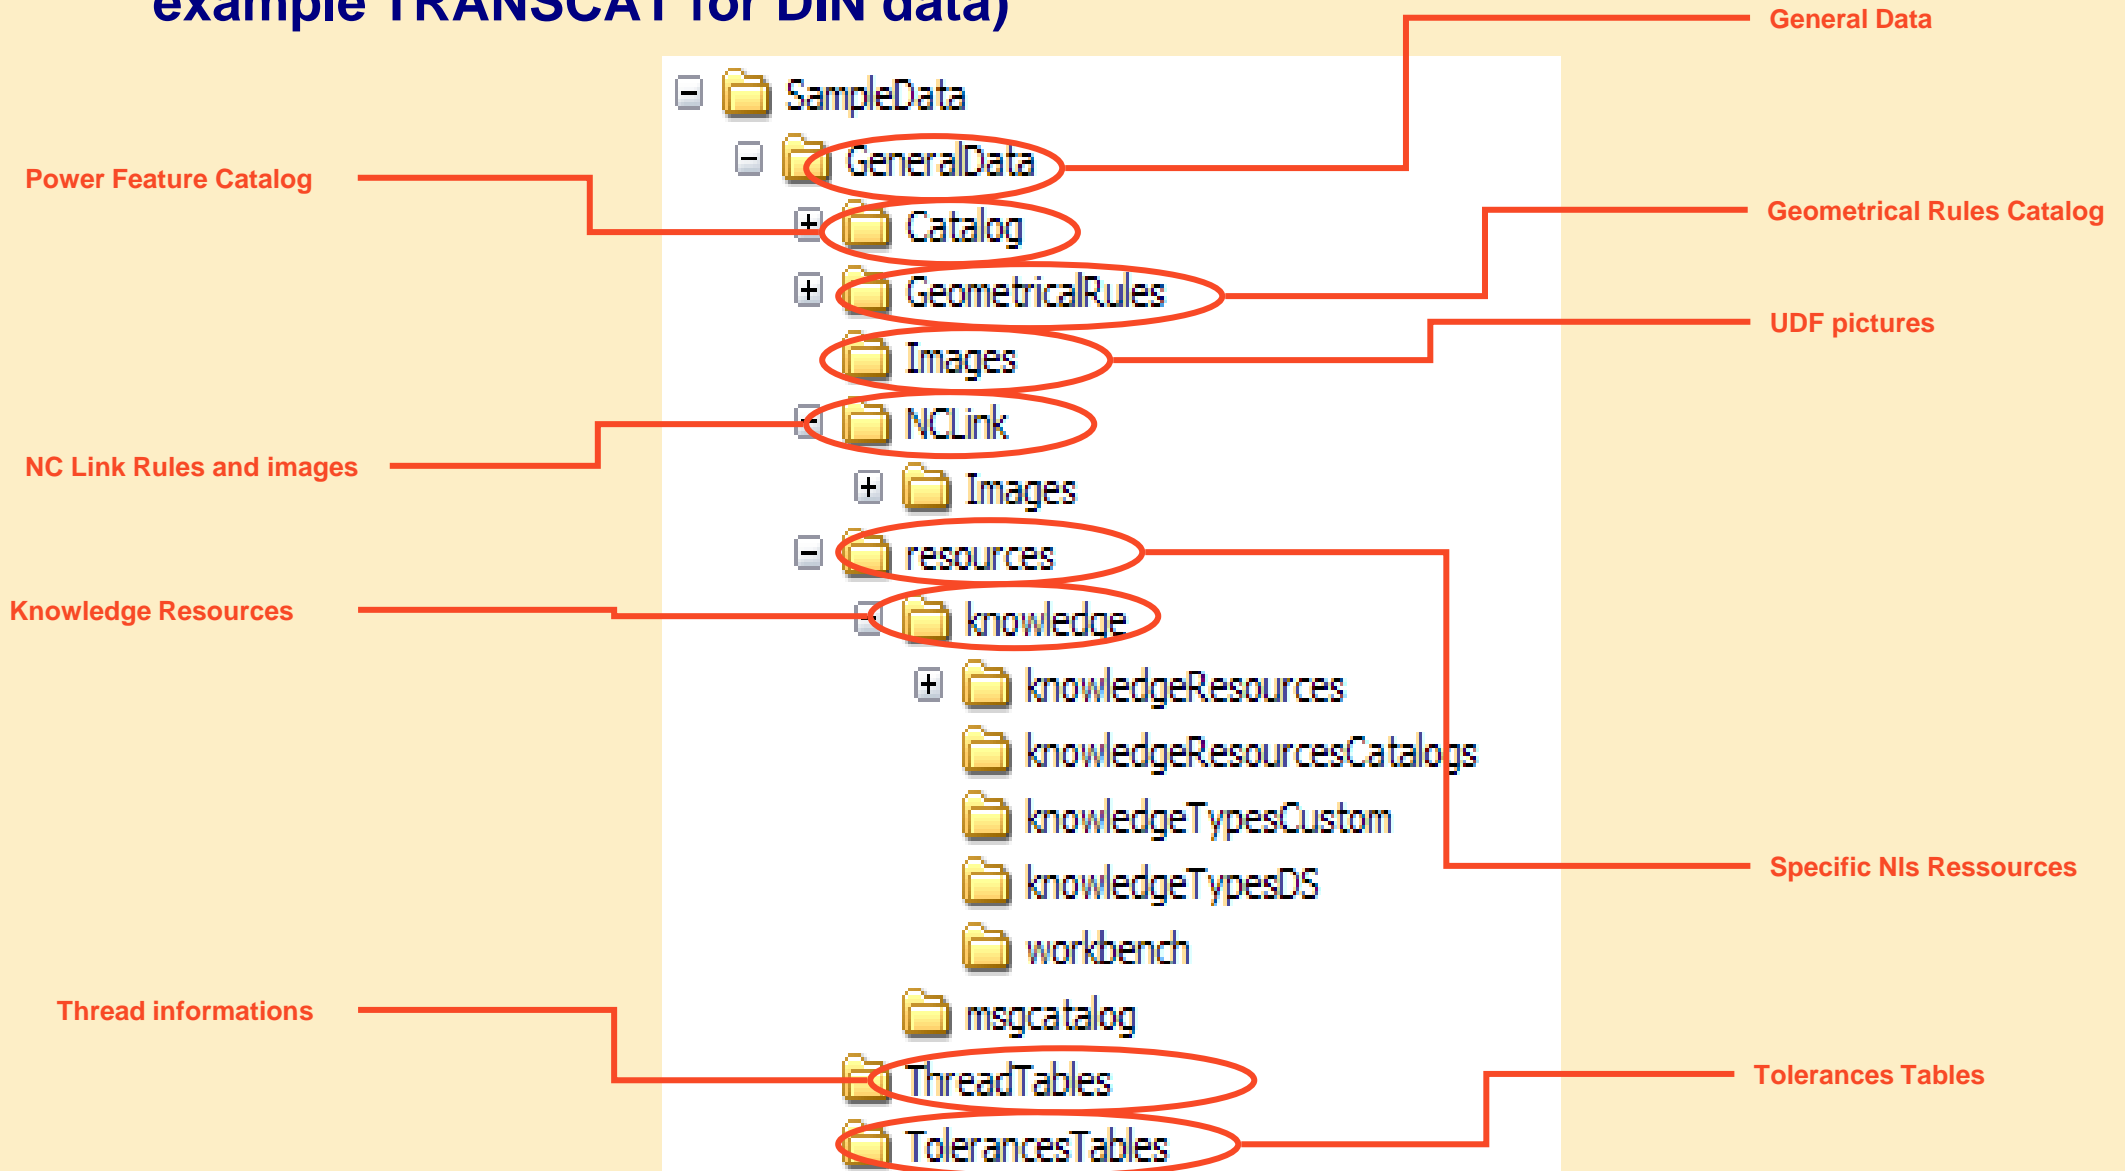 example TRANSCAT for DIN data)
General Data
SampleData
GeneralData
Power Feature Catalog
Catalog
Geometrical Rules Catalog
GeometricalRules
UDF pictures
Images
NCLink
NC Link Rules and images
Images
resources
Knowledge Resources
knowledge
knowledgeResources
knowledgeResourcesCatalogs
knowledgeTypesCustom
Specific NIs Ressources
knowledgeTypesDS
workbench
Thread informations
msgcatalog
ThreadTables
Tolerances Tables
TolerancesTables